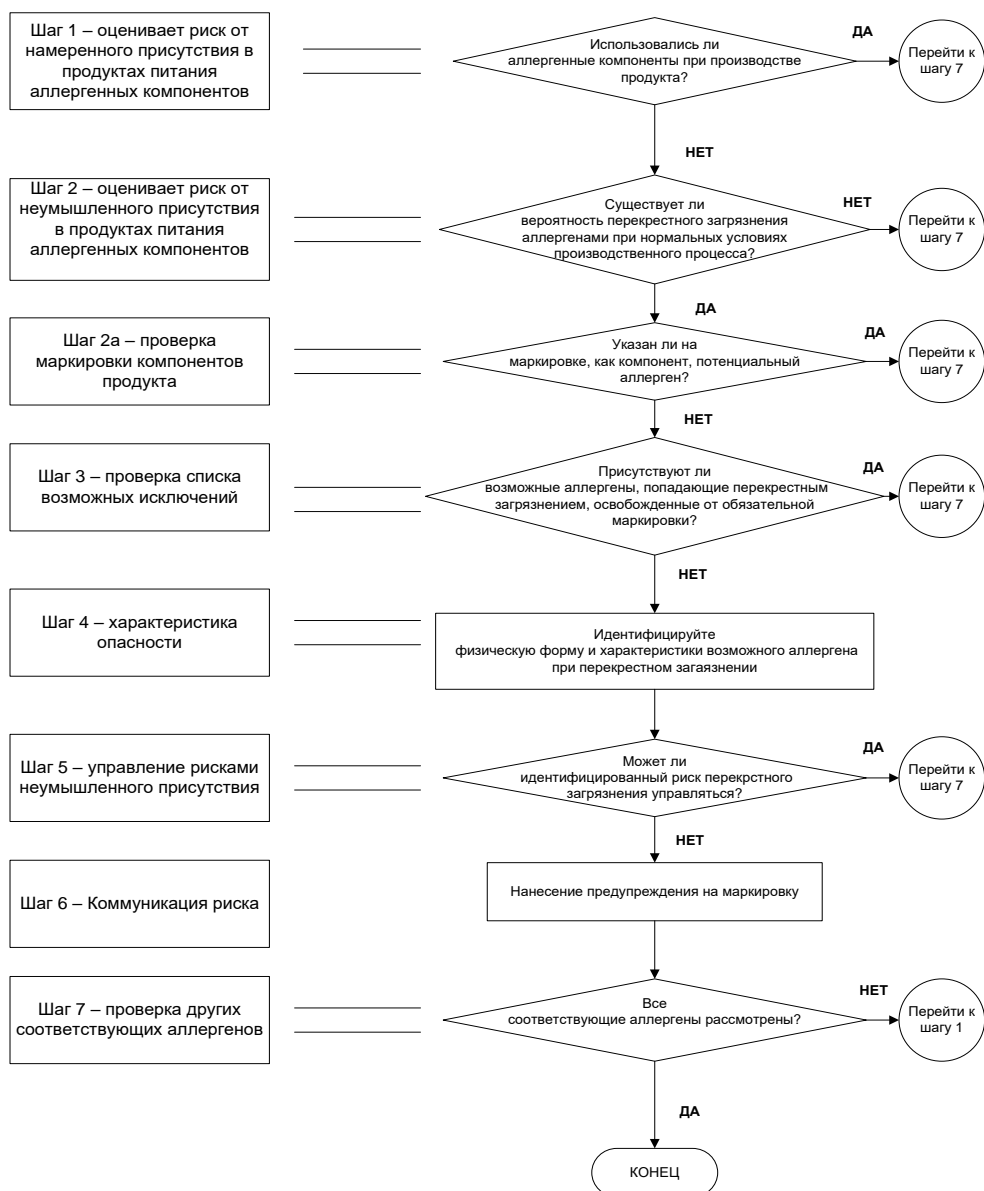 Шаг 1 – оценивает риск от
намеренного присутствия в
продуктах питания
аллергенных компонентов
Использовались ли
аллергенные компоненты при производстве
продукта?
ДА
Перейти к
шагу 7
НЕТ
Шаг 2 – оценивает риск от
неумышленного присутствия
в продуктах питания
аллергенных компонентов
Существует ли
вероятность перекрестного загрязнения
аллергенами при нормальных условиях
производственного процесса?
НЕТ
Перейти к
шагу 7
ДА
Шаг 2а – проверка
маркировки компонентов
продукта
Указан ли на
маркировке, как компонент, потенциальный
аллерген?
ДА
Перейти к
шагу 7
НЕТ
Шаг 3 – проверка списка
возможных исключений
Присутствуют ли
возможные аллергены, попадающие перекрестным
загрязнением, освобожденные от обязательной
маркировки?
ДА
Перейти к
шагу 7
НЕТ
Шаг 4 – характеристика
опасности
Идентифицируйте
физическую форму и характеристики возможного аллергена
при перекрестном загаязнении
Шаг 5 – управление рисками
неумышленного присутствия
Может ли
идентифицированный риск перекрстного
загрязнения управляться?
ДА
Перейти к
шагу 7
НЕТ
Шаг 6 – Коммуникация риска
Нанесение предупреждения на маркировку
Шаг 7 – проверка других
соответствующих аллергенов
Все
соответствующие аллергены рассмотрены?
НЕТ
Перейти к
шагу 1
ДА
КОНЕЦ